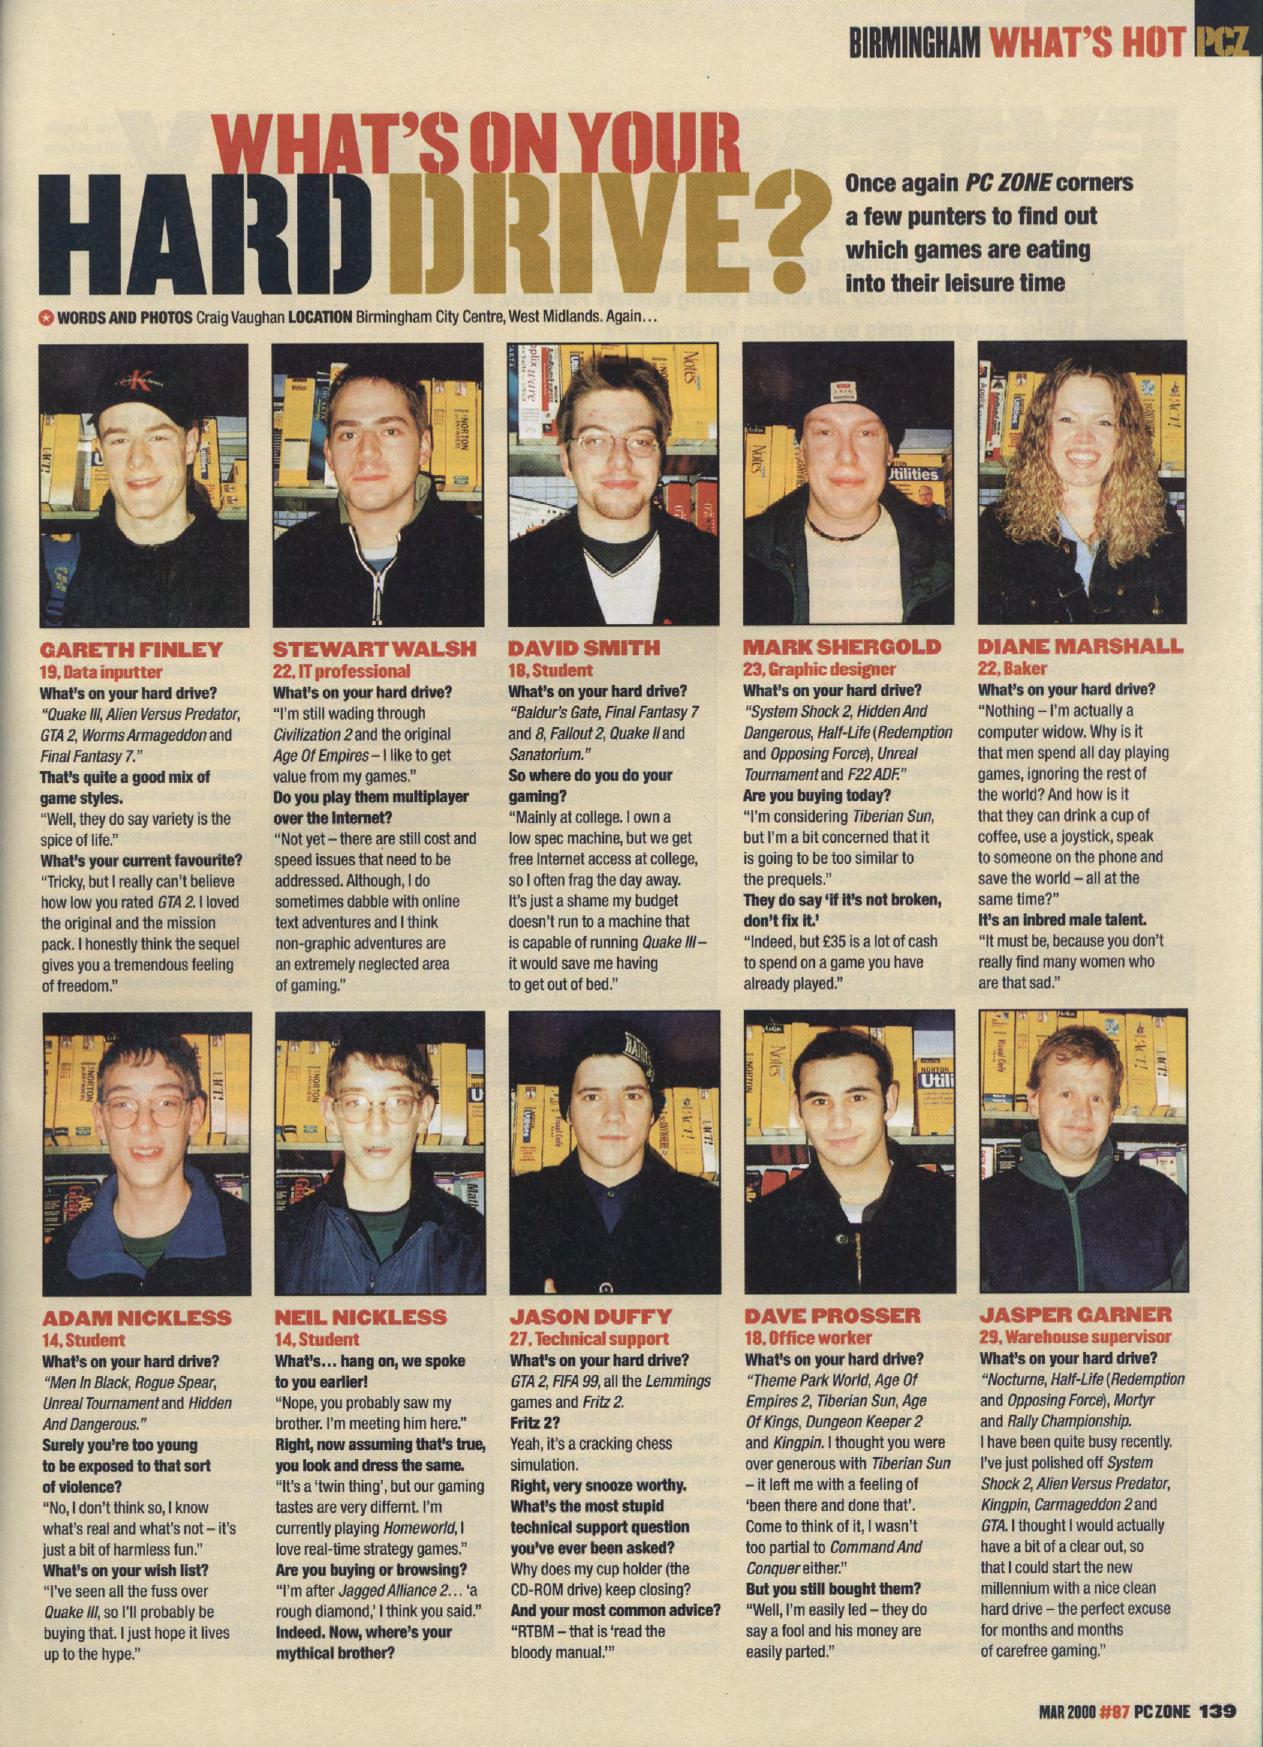 BIRMINGHAM WHAT'S HOT PCZ
WHAT'S ON YOUR
HARD DRIVE?
Once again PC ZONE corners
a few punters to find out
which games are eating
into their leisure time
WORDS AND PHOTOS Craig Vaughan LOCATION Birmingham City Centre, West Midlands. Again...
GARETH FINLEY
19, Data inputter
What's on your hard drive?
"Quake III, Alien Versus Predator,
GTA 2, Worms Armageddon and
Final Fantasy 7."
That's quite a good mix of
game styles.
"Well, they do say variety is the
spice of life."
What's your current favourite?
"Tricky, but I really can't believe
how low you rated GTA 2. I loved
the original and the mission
pack. I honestly think the sequel
gives you a tremendous feeling
of freedom."
STEWART WALSH
22, IT professional
What's on your hard drive?
"I'm still wading through
Civilization 2 and the original
Age Of Empires – I like to get
value from my games."
Do you play them multiplayer
over the Internet?
"Not yet – there are still cost and
speed issues that need to be
addressed. Although, I do
sometimes dabble with online
text adventures and I think
non-graphic adventures are
an extremely neglected area
of gaming."
DAVID SMITH
18, Student
What's on your hard drive?
"Baldur's Gate, Final Fantasy 7
and 8, Fallout 2, Quake II and
Sanatorium."
So where do you do your
gaming?
"Mainly at college. I own a
low spec machine, but we get
free Internet access at college,
so I often frag the day away.
It's just a shame my budget
doesn't run to a machine that
is capable of running Quake III –
it would save me having
to get out of bed."
MARK SHERGOLD
23, Graphic designer
What's on your hard drive?
"System Shock 2, Hidden And
Dangerous, Half-Life (Redemption
and Opposing Force), Unreal
Tournament and F22 ADF."
Are you buying today?
"I'm considering Tiberian Sun,
but I'm a bit concerned that it
is going to be too similar to
the prequels."
They do say 'if it's not broken,
don't fix it.'
"Indeed, but £35 is a lot of cash
to spend on a game you have
already played."
DIANE MARSHALL
22, Baker
What's on your hard drive?
"Nothing – I'm actually a
computer widow. Why is it
that men spend all day playing
games, ignoring the rest of
the world? And how is it
that they can drink a cup of
coffee, use a joystick, speak
to someone on the phone and
save the world – all at the
same time?"
It's an inbred male talent.
"It must be, because you don't
really find many women who
are that sad."
ADAM NICKLESS
14, Student
What's on your hard drive?
"Men In Black, Rogue Spear,
Unreal Tournament and Hidden
And Dangerous."
Surely you're too young
to be exposed to that sort
of violence?
"No, I don't think so, I know
what's real and what's not – it's
just a bit of harmless fun."
What's on your wish list?
"I've seen all the fuss over
Quake III, so I'll probably be
buying that. I just hope it lives
up to the hype."
NEIL NICKLESS
14, Student
What's... hang on, we spoke
to you earlier!
"Nope, you probably saw my
brother. I'm meeting him here."
Right, now assuming that's true,
you look and dress the same.
"It's a 'twin thing', but our gaming
tastes are very differnt. I'm
currently playing Homeworld, I
love real-time strategy games."
Are you buying or browsing?
"I'm after Jagged Alliance 2... 'a
rough diamond,' I think you said."
Indeed. Now, where's your
mythical brother?
JASON DUFFY
27, Technical support
What's on your hard drive?
GTA 2, FIFA 99, all the Lemmings
games and Fritz 2.
Fritz 2?
Yeah, it's a cracking chess
simulation.
Right, very snooze worthy.
What's the most stupid
technical support question
you've ever been asked?
Why does my cup holder (the
CD-ROM drive) keep closing?
And your most common advice?
"RTBM – that is 'read the
bloody manual.'"
DAVE PROSSER
18, Office worker
What's on your hard drive?
"Theme Park World, Age Of
Empires 2, Tiberian Sun, Age
Of Kings, Dungeon Keeper 2
and Kingpin. I thought you were
over generous with Tiberian Sun
– it left me with a feeling of
'been there and done that'.
Come to think of it, I wasn't
too partial to Command And
Conquer either."
But you still bought them?
"Well, I'm easily led – they do
say a fool and his money are
easily parted."
JASPER GARNER
29, Warehouse supervisor
What's on your hard drive?
"Nocturne, Half-Life (Redemption
and Opposing Force), Mortyr
and Rally Championship.
I have been quite busy recently.
I've just polished off System
Shock 2, Alien Versus Predator,
Kingpin, Carmageddon 2 and
GTA. I thought I would actually
have a bit of a clear out, so
that I could start the new
millennium with a nice clean
hard drive – the perfect excuse
for months and months
of carefree gaming."
MAR 2000 #87 PC ZONE 139